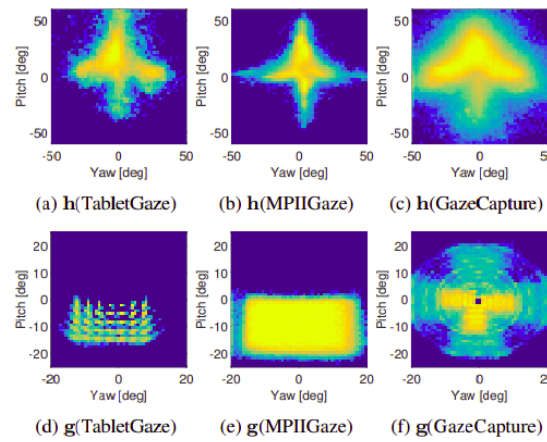 50
0
-50
Pitch [deg]
-50 0 50
Yaw [deg]
50
0
-50
Pitch [deg]
-50 0 50
Yaw [deg]
50
0
-50
Pitch [deg]
-50 0 5
Yaw [deg]
(a) h(TabletGaze) (b) h(MPIIGaze) (c) h(GazeCapture)
20
10
0
-10
-20
Pitch [deg]
-20 0 20
Yaw [deg]
20
10
0
-10
-20
Pitch [deg]
-20 0 20
Yaw [deg]
20
10
0
-10
-20
Pitch [deg]
-20 0 2
Yaw [deg]
(d) g(TabletGaze) (e) g(MPIIGaze) (f) g(GazeCapture)